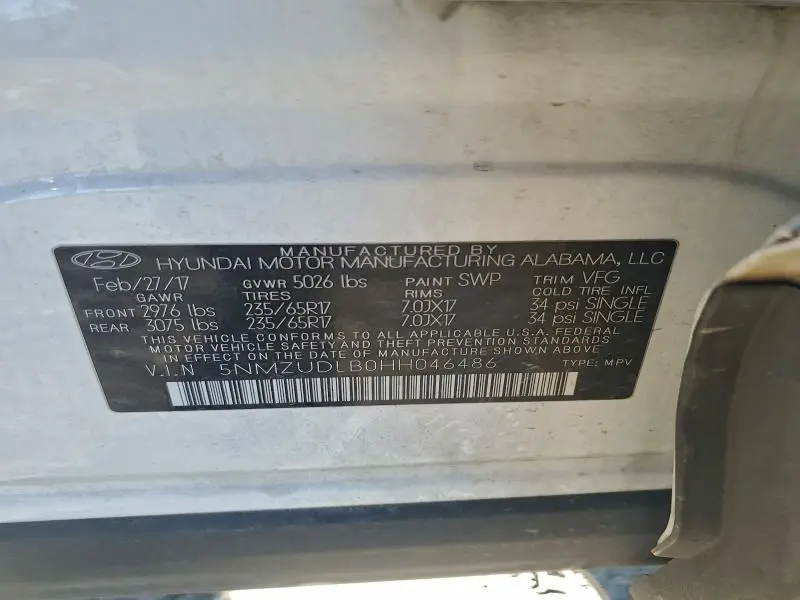 MANUFACTURED BY
HYUNDAI MOTOR MANUFACTURING ALABAMA, LLC
Feb/27/17 GVWR 5026 lbs PAINT SWP TRIM VFG
GAWR TIRES RIMS COLD TIRE INFL
FRONT 2976 lbs 235/65R17 7.0JX17 34 psi SINGLE
REAR 3075 lbs 235/65R17 7.0JX17 34 psi SINGLE
THIS VEHICLE CONFORMS TO ALL APPLICABLE U.S.A. FEDERAL
MOTOR VEHICLE SAFETY AND THEFT PREVENTION STANDARDS
IN EFFECT ON THE DATE OF MANUFACTURE SHOWN ABOVE.
V.I.N 5NMZUDLB0HH046486 TYPE: MPV